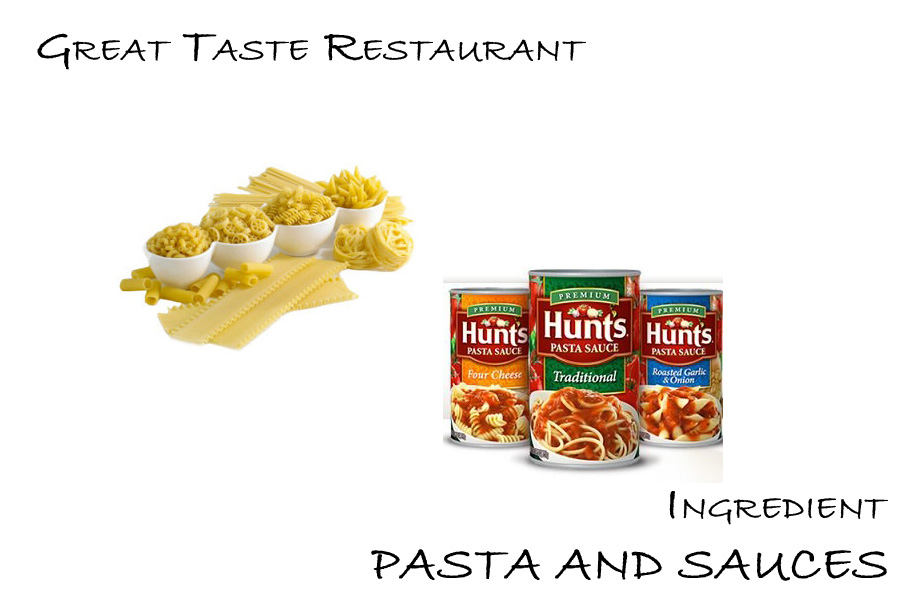 Great Taste Restaurant
PREMIUM
Hunt's
PASTA SAUCE
Four Cheese
PREMIUM
Hunt's
PASTA SAUCE
Traditional
PREMIUM
Hunt's
PASTA SAUCE
Roasted Garlic
& Onion
Ingredient
PASTA AND SAUCES